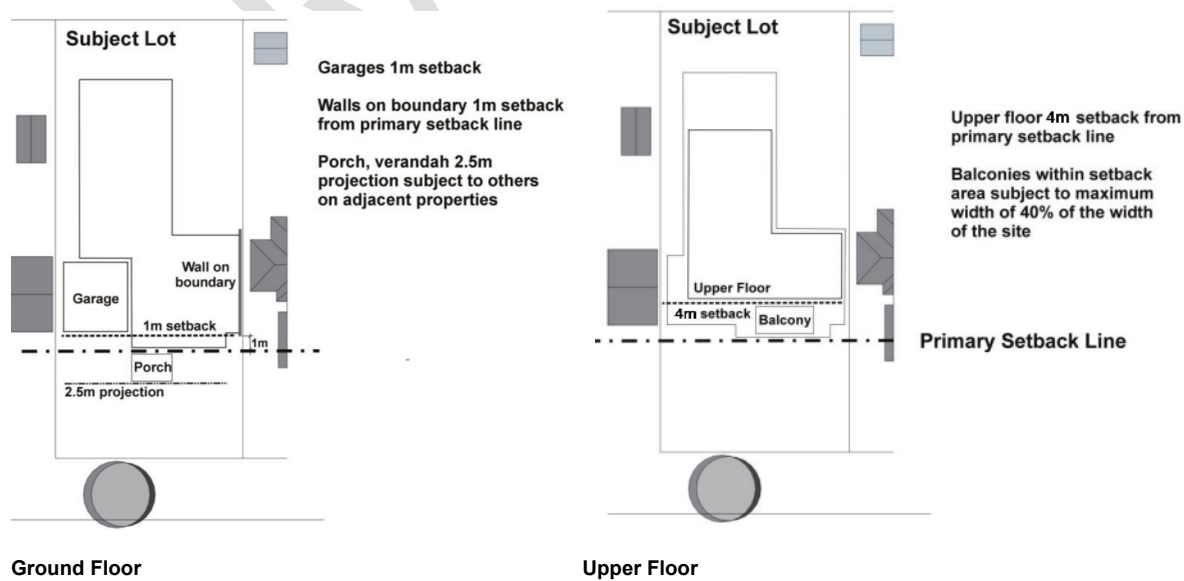 Subject Lot
Garages 1m setback
Walls on boundary 1m setback
from primary setback line
Porch, verandah 2.5m
projection subject to others
on adjacent properties
Wall on
boundary
Garage
1m setback
1m
Porch
2.5m projection
Ground Floor
Subject Lot
Upper floor 4m setback from
primary setback line
Balconies within setback
area subject to maximum
width of 40% of the width
of the site
Upper Floor
4m setback
Balcony
Primary Setback Line
Upper Floor